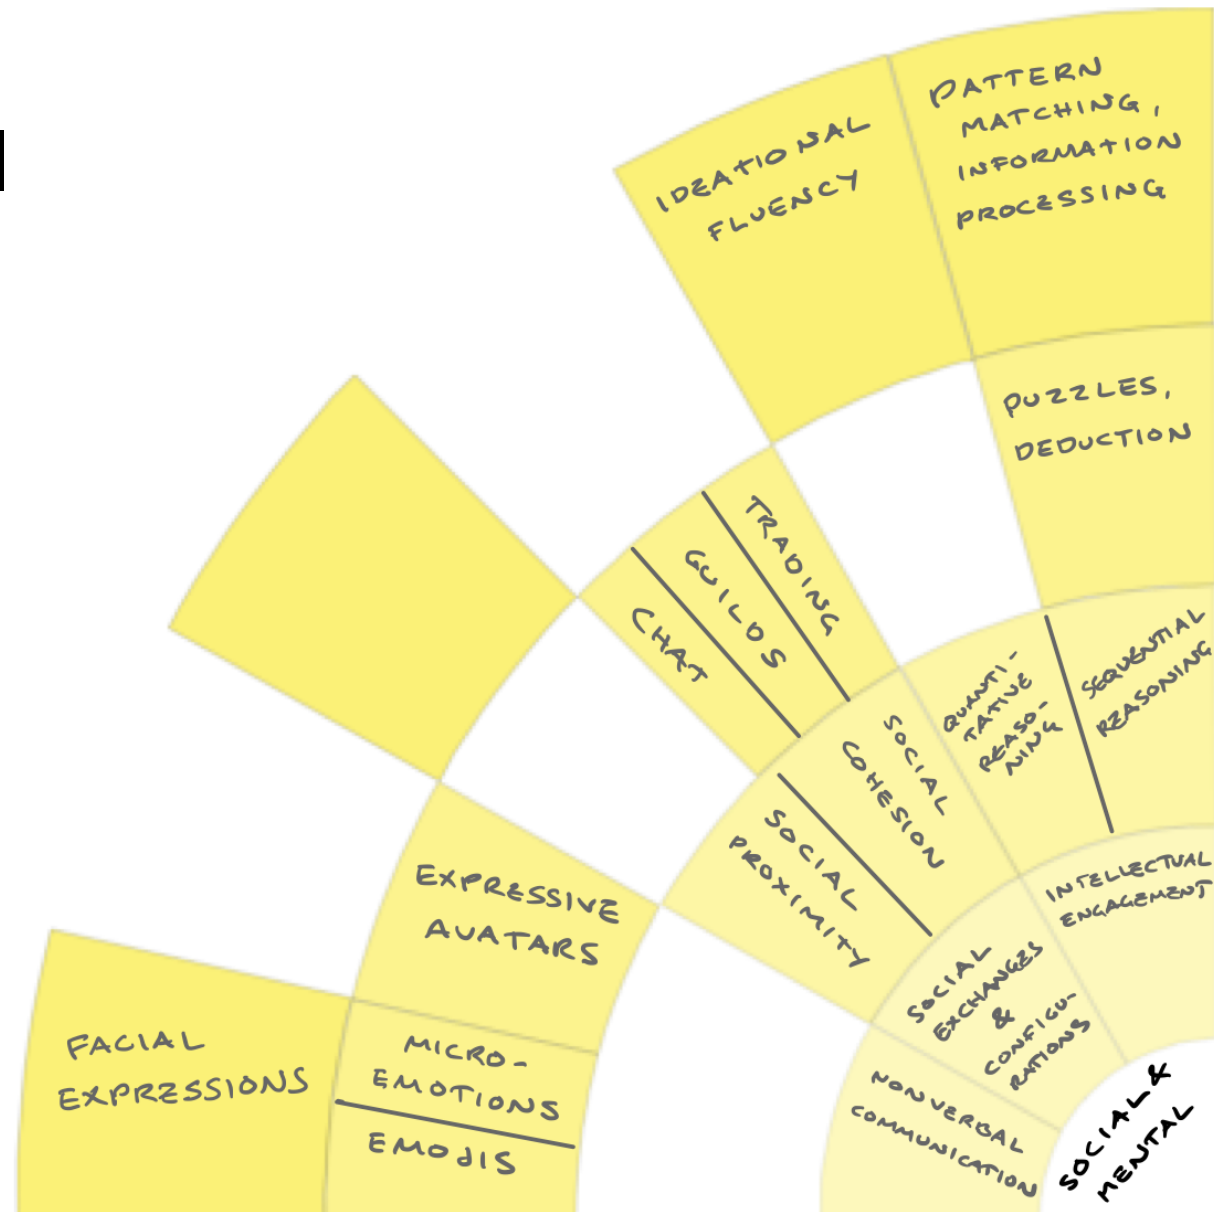 PATTERN
MATCHING,
INFORMATION
PROCESSING
IDEATIONAL
FLUENCY
PUZZLES,
DEDUCTION
TRADING
GUILDS
CHAT
QUANTI-
TATIVE
REASO-
NING
SEQUENTIAL
REASONING
SOCIAL
COHESION
SOCIAL
PROXIMITY
EXPRESSIVE
AVATARS
INTELLECTUAL
ENGAGEMENT
SOCIAL
EXCHANGES
&
CONFIGU-
RATIONS
FACIAL
EXPRESSIONS
MICRO-
EMOTIONS
EMOJIS
NONVERBAL
COMMUNICATION
SOCIAL &
MENTAL